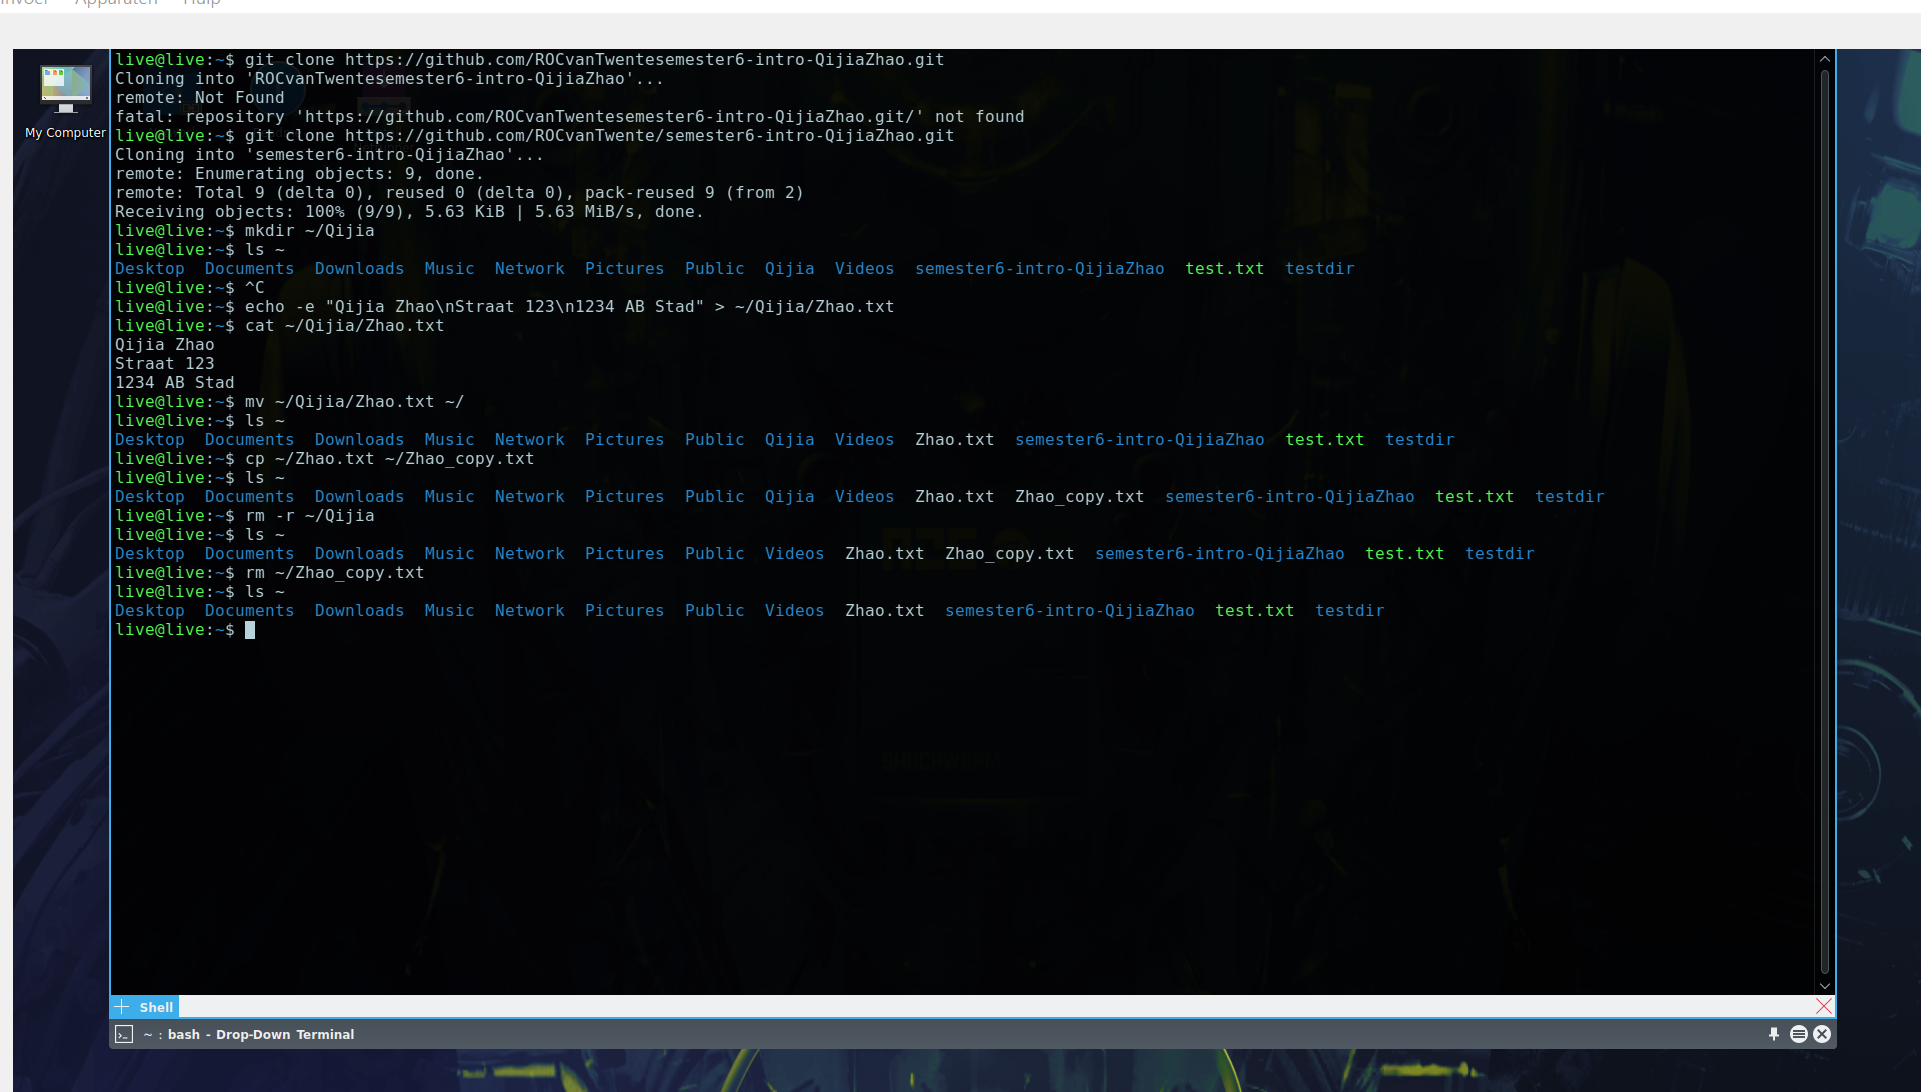 Invoer Apparaten Hulp
My Computer
live@live:~$ git clone https://github.com/ROCvanTwentesemester6-intro-QijiaZhao.git
Cloning into 'ROCvanTwentesemester6-intro-QijiaZhao'...
remote: Not Found
fatal: repository 'https://github.com/ROCvanTwentesemester6-intro-QijiaZhao.git/' not found
live@live:~$ git clone https://github.com/ROCvanTwente/semester6-intro-QijiaZhao.git
Cloning into 'semester6-intro-QijiaZhao'...
remote: Enumerating objects: 9, done.
remote: Total 9 (delta 0), reused 0 (delta 0), pack-reused 9 (from 2)
Receiving objects: 100% (9/9), 5.63 KiB | 5.63 MiB/s, done.
live@live:~$ mkdir ~/Qijia
live@live:~$ ls ~
Desktop Documents Downloads Music Network Pictures Public Qijia Videos semester6-intro-QijiaZhao test.txt testdir
live@live:~$ ^C
live@live:~$ echo -e "Qijia Zhao\nStraat 123\n1234 AB Stad" > ~/Qijia/Zhao.txt
live@live:~$ cat ~/Qijia/Zhao.txt
Qijia Zhao
Straat 123
1234 AB Stad
live@live:~$ mv ~/Qijia/Zhao.txt ~/
live@live:~$ ls ~
Desktop Documents Downloads Music Network Pictures Public Qijia Videos Zhao.txt semester6-intro-QijiaZhao test.txt testdir
live@live:~$ cp ~/Zhao.txt ~/Zhao_copy.txt
live@live:~$ ls ~
Desktop Documents Downloads Music Network Pictures Public Qijia Videos Zhao.txt Zhao_copy.txt semester6-intro-QijiaZhao test.txt testdir
live@live:~$ rm -r ~/Qijia
live@live:~$ ls ~
Desktop Documents Downloads Music Network Pictures Public Videos Zhao.txt Zhao_copy.txt semester6-intro-QijiaZhao test.txt testdir
live@live:~$ rm ~/Zhao_copy.txt
live@live:~$ ls ~
Desktop Documents Downloads Music Network Pictures Public Videos Zhao.txt semester6-intro-QijiaZhao test.txt testdir
live@live:~$
Shell
~ : bash - Drop-Down Terminal